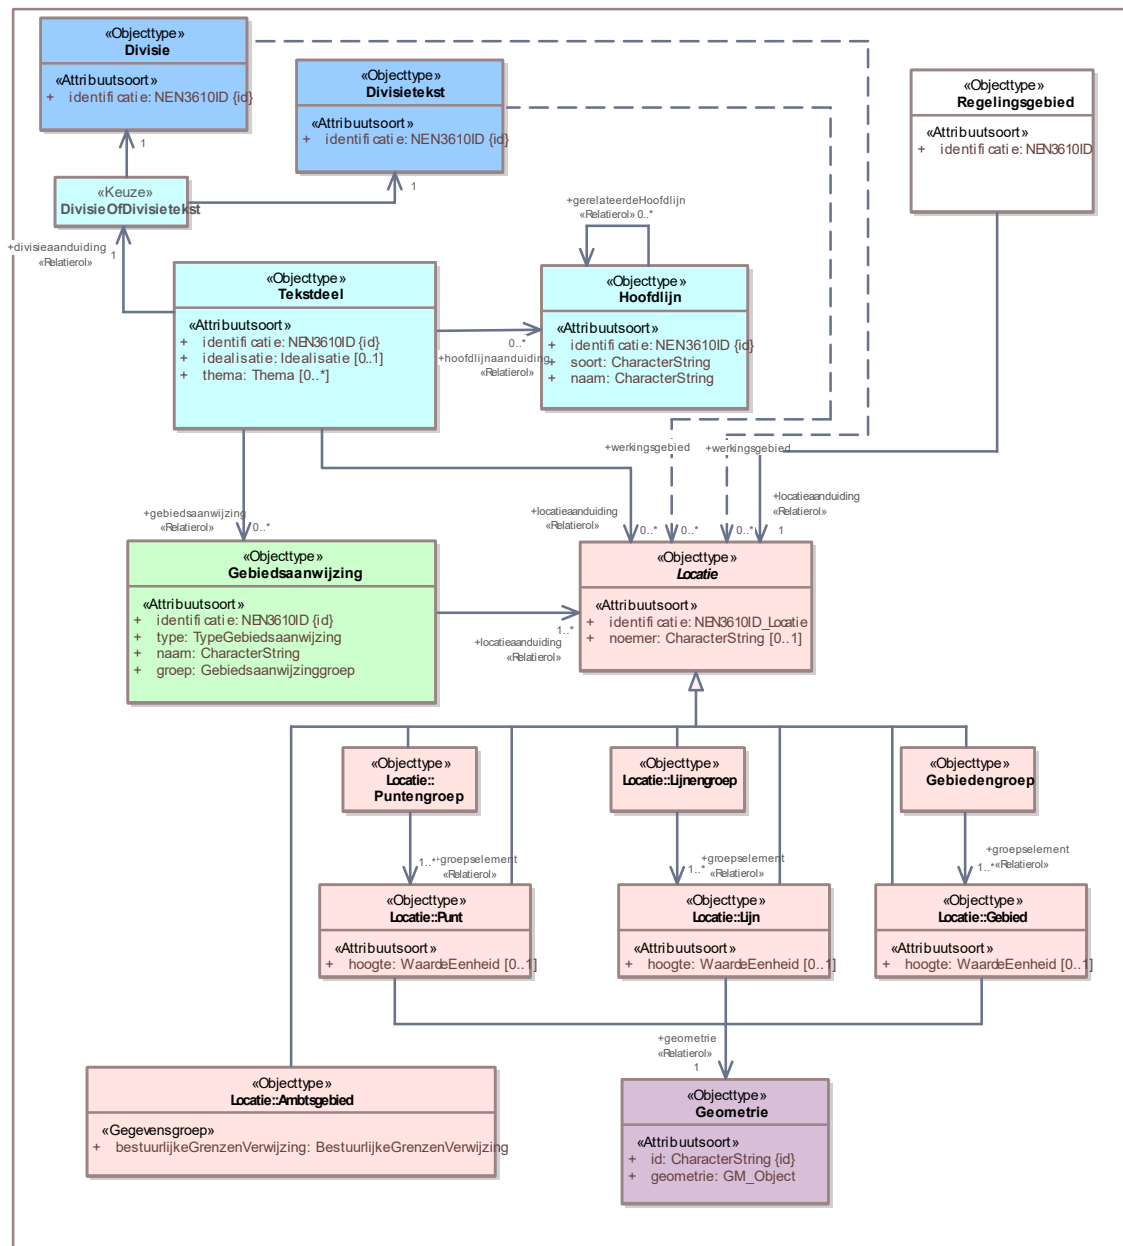 «Objecttype»
Divisie
«Attribuutsoort»
+ identificatie: NEN3610ID {id}
«Objecttype»
Divisietekst
«Attribuutsoort»
+ identificatie: NEN3610ID {id}
«Objecttype»
Regelingsgebied
«Attribuutsoort»
+ identificatie: NEN3610ID
1
1
«Keuze»
DivisieOfDivisietekst
+divisieaanduiding
«Relatierol»
1
+gerelateerdeHoofdlijn
«Relatierol» 0..*
«Objecttype»
Tekstdeel
«Attribuutsoort»
+ identificatie: NEN3610ID {id}
+ idealisatie: Idealisatie [0..1]
+ thema: Thema [0..*]
0..*
+hoofdlijnaanduiding
«Relatierol»
«Objecttype»
Hoofdlijn
«Attribuutsoort»
+ identificatie: NEN3610ID {id}
+ soort: CharacterString
+ naam: CharacterString
+werkingsgebied
+werkingsgebied
+gebiedsaanwijzing
«Relatierol»
0..*
+locatieaanduiding
«Relatierol»
0..*
0..*
0..*
+locatieaanduiding
«Relatierol»
1
«Objecttype»
Gebiedsaanwijzing
«Attribuutsoort»
+ identificatie: NEN3610ID {id}
+ type: TypeGebiedsaanwijzing
+ naam: CharacterString
+ groep: Gebiedsaanwijzinggroep
1..*
+locatieaanduiding
«Relatierol»
«Objecttype»
Locatie
«Attribuutsoort»
+ identificatie: NEN3610ID_Locatie
+ noemer: CharacterString [0..1]
«Objecttype»
Locatie::
Puntengroep
«Objecttype»
Locatie::Lijnengroep
«Objecttype»
Gebiedengroep
1..*
+groepselement
«Relatierol»
1..*
+groepselement
«Relatierol»
1..*
+groepselement
«Relatierol»
«Objecttype»
Locatie::Punt
«Attribuutsoort»
+ hoogte: WaardeEenheid [0..1]
«Objecttype»
Locatie::Lijn
«Attribuutsoort»
+ hoogte: WaardeEenheid [0..1]
«Objecttype»
Locatie::Gebied
«Attribuutsoort»
+ hoogte: WaardeEenheid [0..1]
+geometrie
«Relatierol»
1
«Objecttype»
Locatie::Ambtsgebied
«Gegevensgroep»
+ bestuurlijkeGrenzenVerwijzing: BestuurlijkeGrenzenVerwijzing
«Objecttype»
Geometrie
«Attribuutsoort»
+ id: CharacterString {id}
+ geometrie: GM_Object